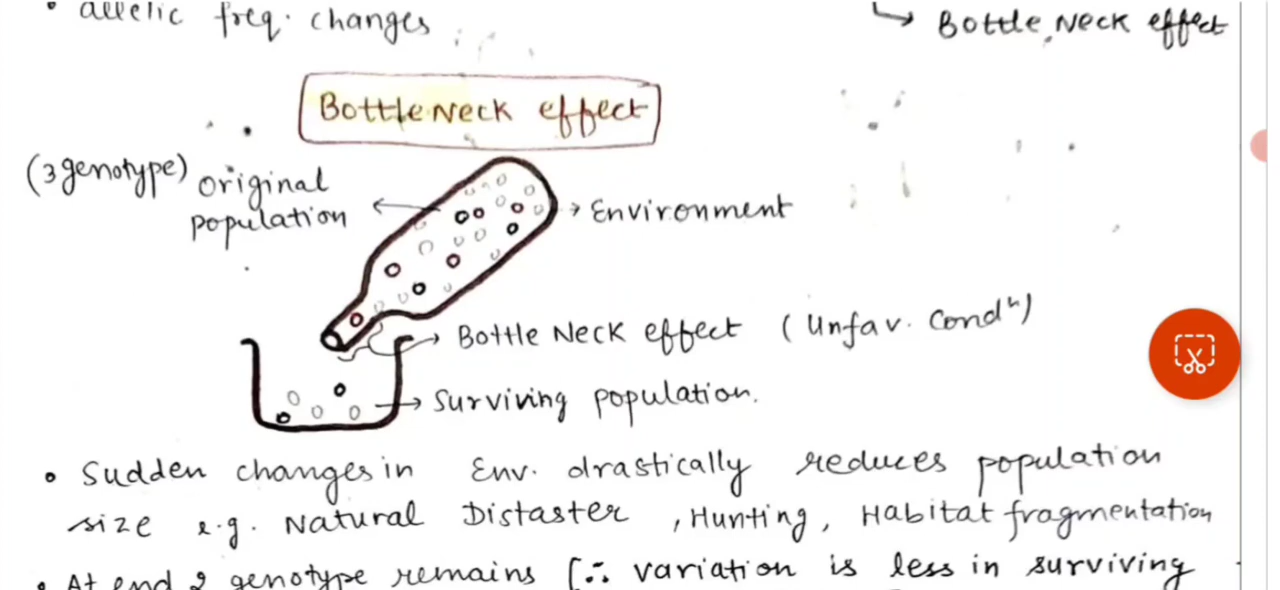 • allelic freq. changes
↳ Bottle Neck effect
Bottle Neck effect
(3 genotype) original
population
Environment
Bottle Neck effect (Unfav. Condⁿ)
Surviving population.
• Sudden changes in Env. drastically reduces population
size e.g. Natural Distaster , Hunting, Habitat fragmentation
• At end 2 genotype remains [∴ variation is less in surviving